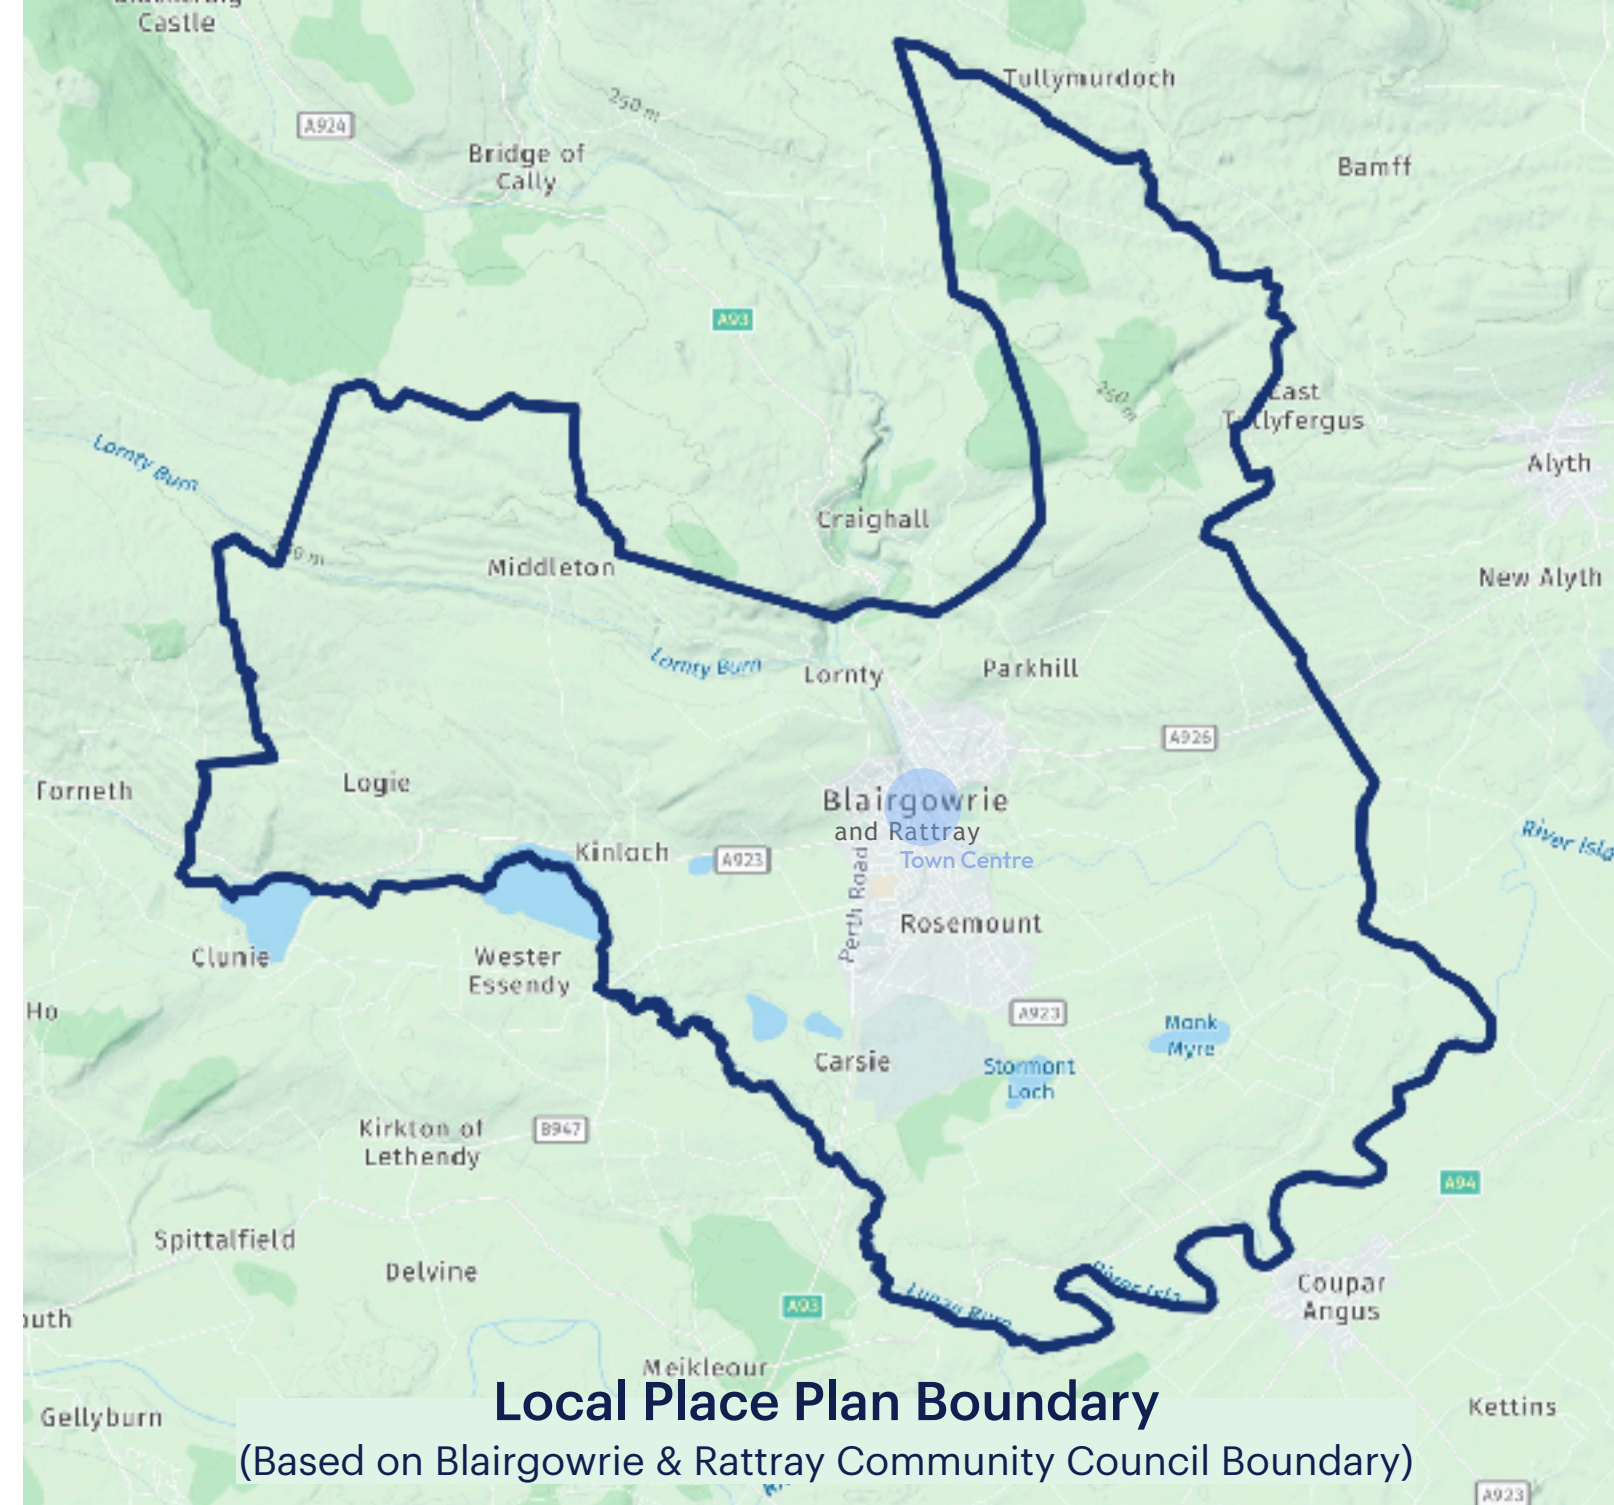 Castle
Tullymurdoch
250 m
A924
Bridge of
Cally
Bamff
A93
250 m
East
Tullyfergus
Lornty Burn
Alyth
Craighall
m
Middleton
New Alyth
Lornty Burn
Lornty
Parkhill
A926
Forneth
Logie
Blairgowrie
and Rattray
River Isla
Kinloch
A923
Town Centre
Perth Road
Rosemount
Clunie
Wester
Essendy
Ho
A923
Monk
Myre
Carsie
Stormont
Loch
Kirkton of
Lethendy
B947
A94
Spittalfield
Delvine
River Isla
Coupar
Angus
Lunan Burn
A93
outh
Meikleour
Local Place Plan Boundary
Gellyburn
Kettins
(Based on Blairgowrie & Rattray Community Council Boundary)
A923